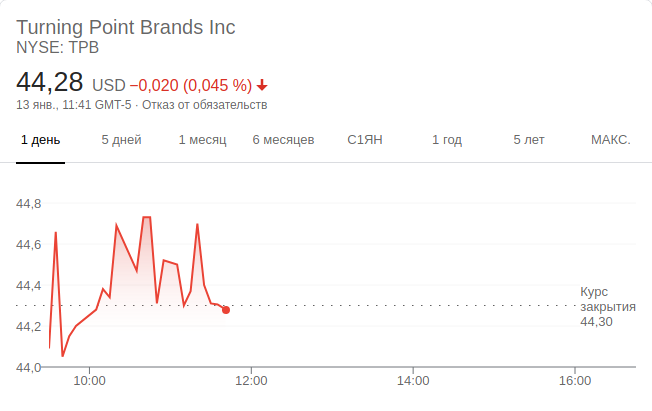 Turning Point Brands Inc
NYSE: TPB
44,28 USD −0,020 (0,045 %)
13 янв., 11:41 GMT-5 · Отказ от обязательств
1 день 5 дней 1 месяц 6 месяцев С1ЯН 1 год 5 лет МАКС.
44,8
44,6
44,4
44,2
44,0
Курс
закрытия
44,30
10:00 12:00 14:00 16:00